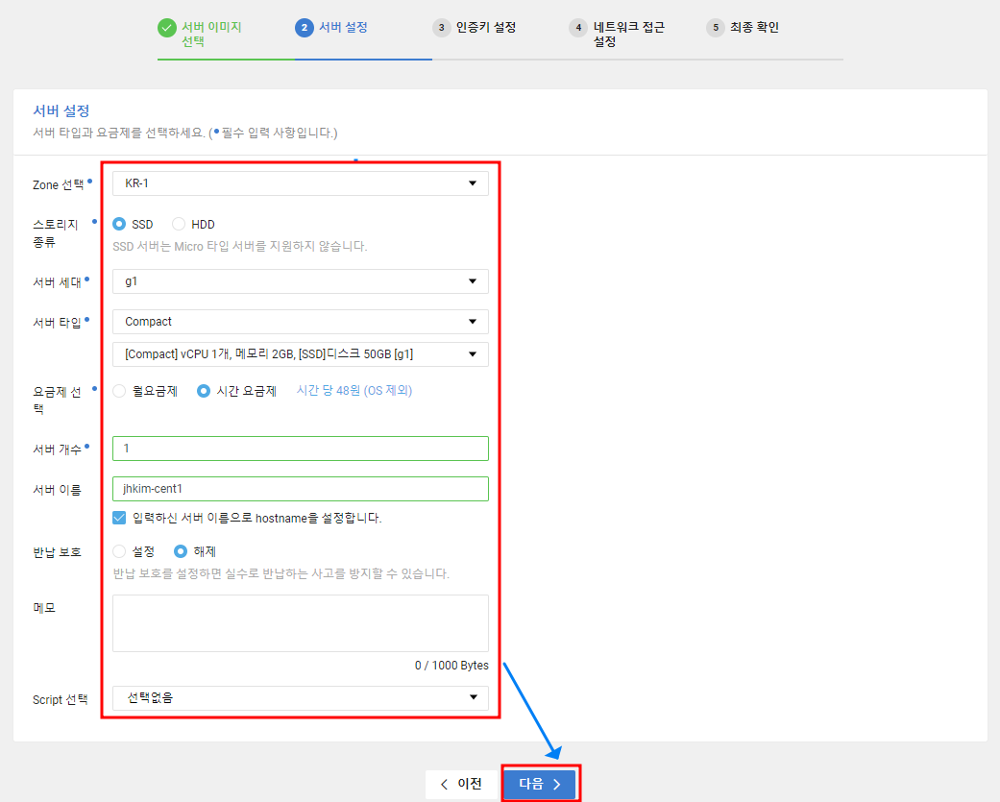 서버 이미지
선택
2 서버 설정
3 인증키 설정
4 네트워크 접근
설정
5 최종 확인
서버 설정
서버 타입과 요금제를 선택하세요. (• 필수 입력 사항입니다.)
Zone 선택•
KR-1
스토리지 •
종류
SSD HDD
SSD 서버는 Micro 타입 서버를 지원하지 않습니다.
서버 세대•
g1
서버 타입•
Compact
[Compact] vCPU 1개, 메모리 2GB, [SSD]디스크 50GB [g1]
요금제 선 •
택
월요금제 시간 요금제 시간 당 48원 (OS 제외)
서버 개수•
1
서버 이름
jhkim-cent1
입력하신 서버 이름으로 hostname을 설정합니다.
반납 보호
설정 해제
반납 보호를 설정하면 실수로 반납하는 사고를 방지할 수 있습니다.
메모
0 / 1000 Bytes
Script 선택
선택없음
< 이전
다음 >